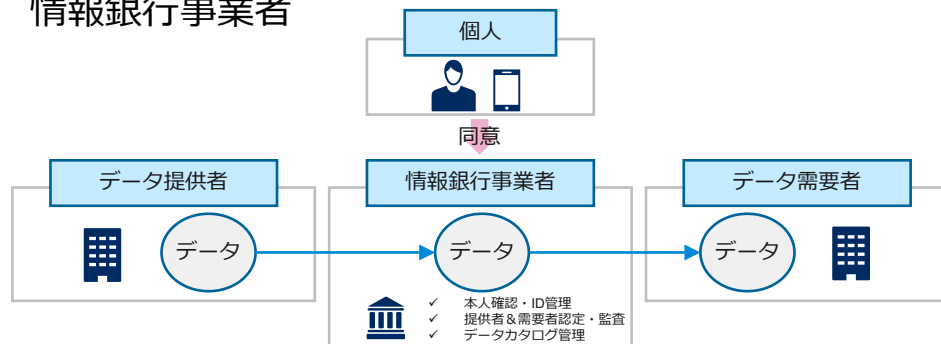 情報銀行事業者
個人
同意
データ提供者
情報銀行事業者
データ需要者
データ
データ
データ
✓ 本人確認・ID管理
✓ 提供者&需要者認定・監査
✓ データカタログ管理